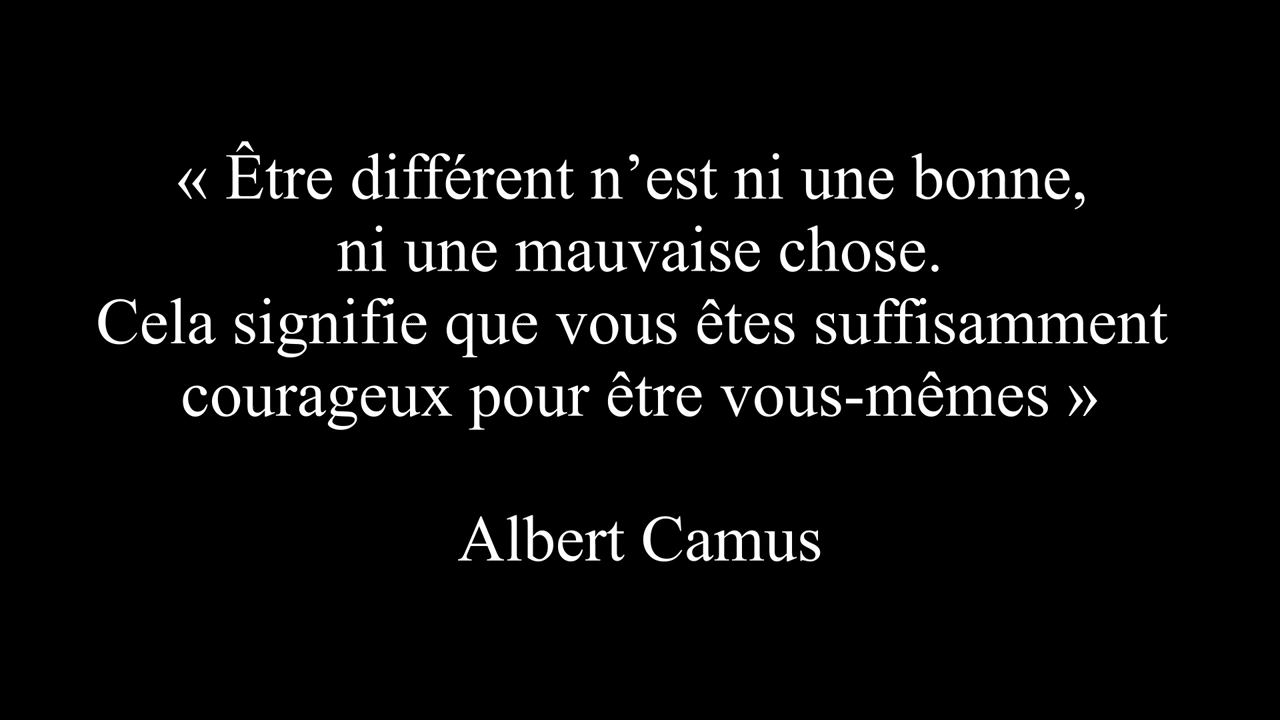 « Être différent n’est ni une bonne,
ni une mauvaise chose.
Cela signifie que vous êtes suffisamment
courageux pour être vous-mêmes »
Albert Camus